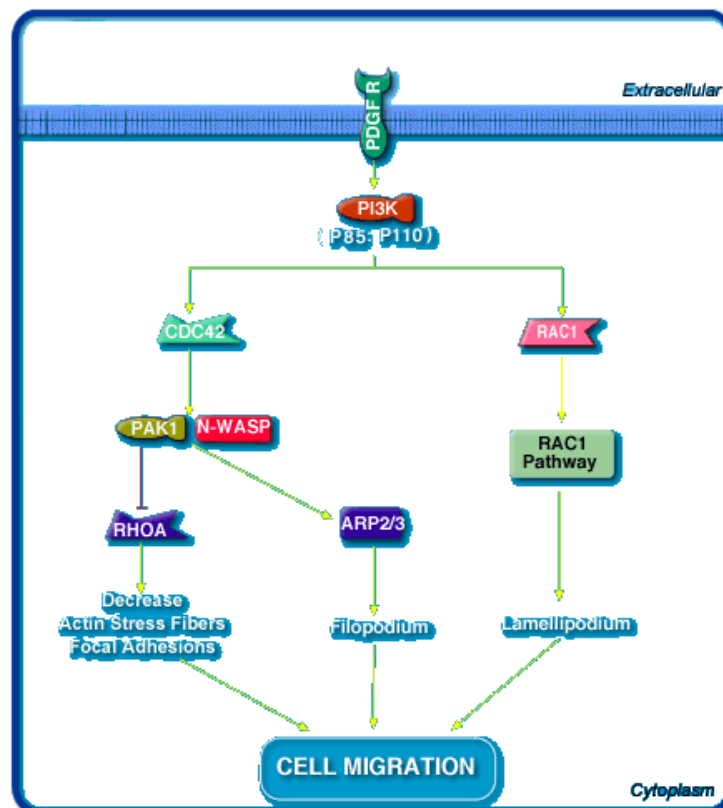 Extracellular
PDGF R
PI3K
( P85: P110 )
CDC42
RAC1
PAK1
N-WASP
RAC1
Pathway
RHOA
ARP2/3
Decrease
Actin Stress Fibers
Focal Adhesions
Filopodium
Lamellipodium
CELL MIGRATION
Cytoplasm